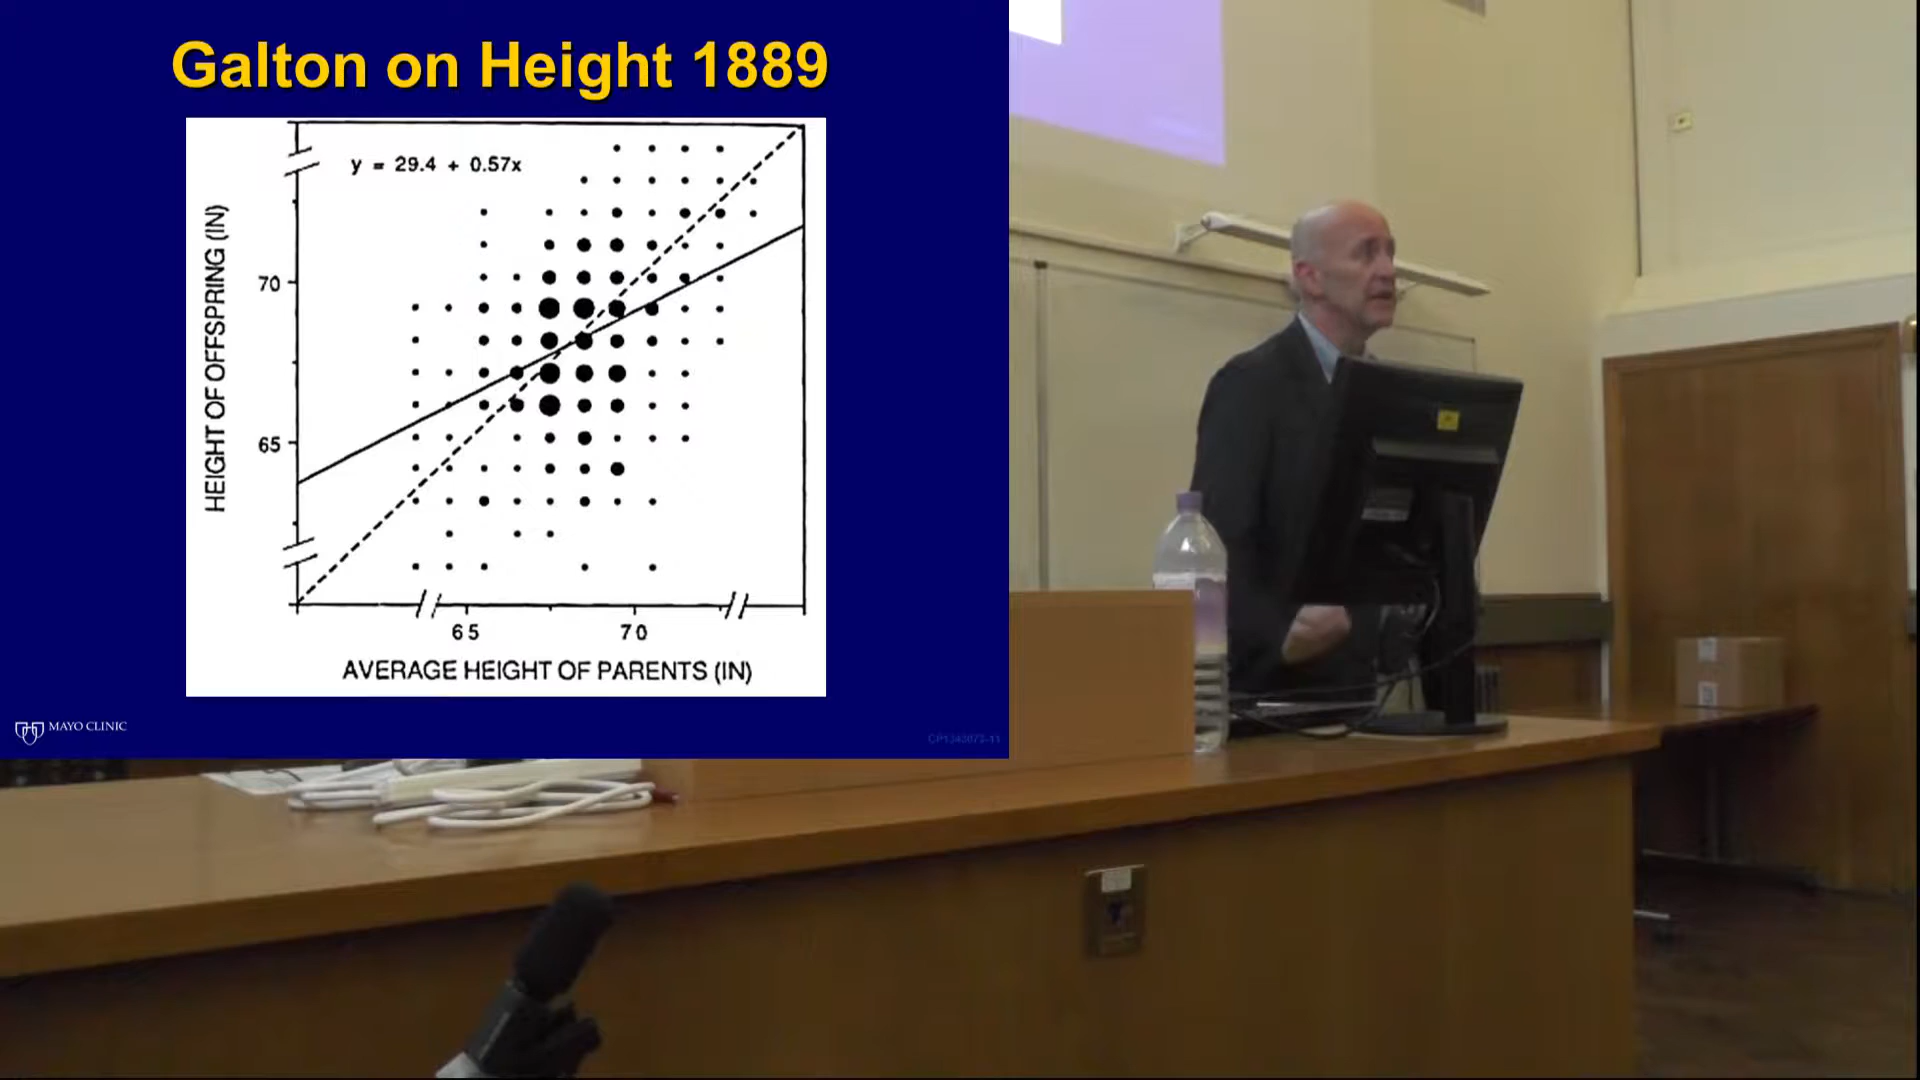 Galton on Height 1889
y = 29.4 + 0.57x
HEIGHT OF OFFSPRING (IN)
70
65
65
70
AVERAGE HEIGHT OF PARENTS (IN)
MAYO CLINIC